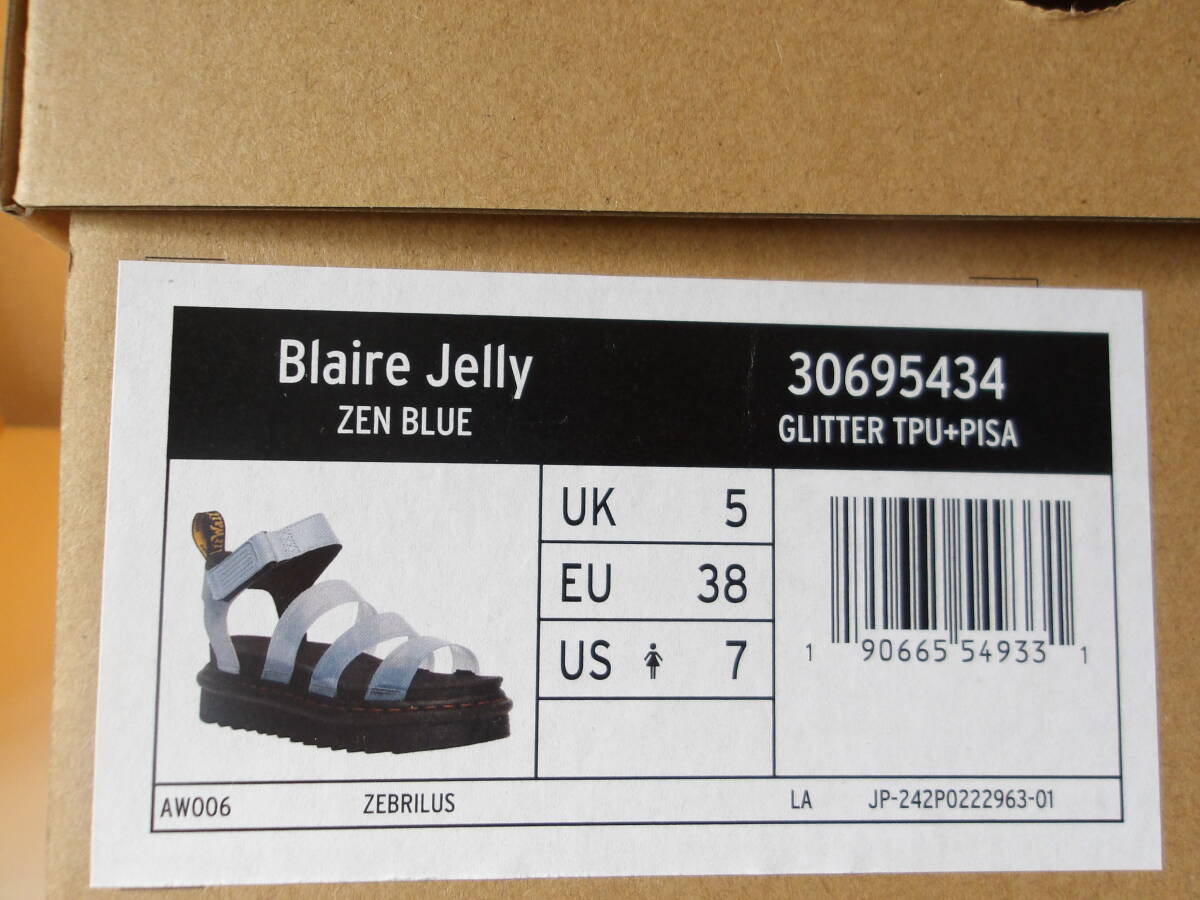 Blaire Jelly
ZEN BLUE
30695434
GLITTER TPU+PISA
UK 5
EU 38
US 7
1 90665 54933 1
AW006 ZEBRILUS LA JP-242P0222963-01